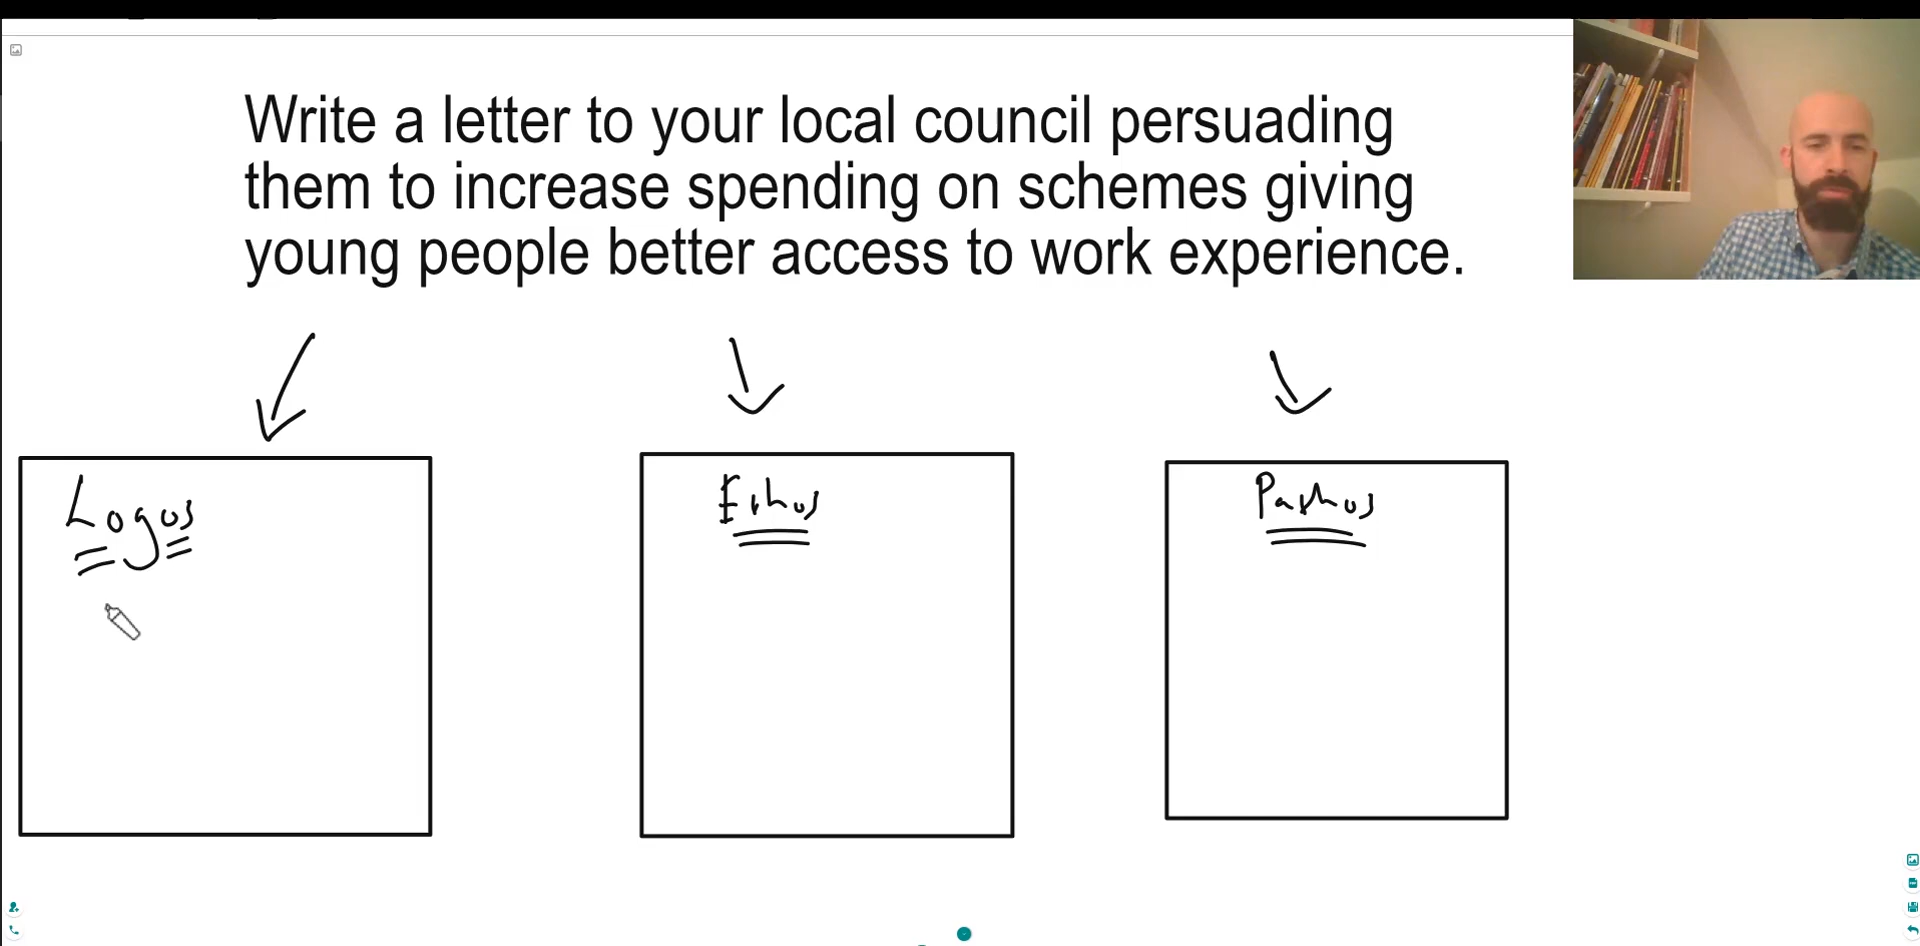 Write a letter to your local council persuading
them to increase spending on schemes giving
young people better access to work experience.
Logos
Ethos
Pathos